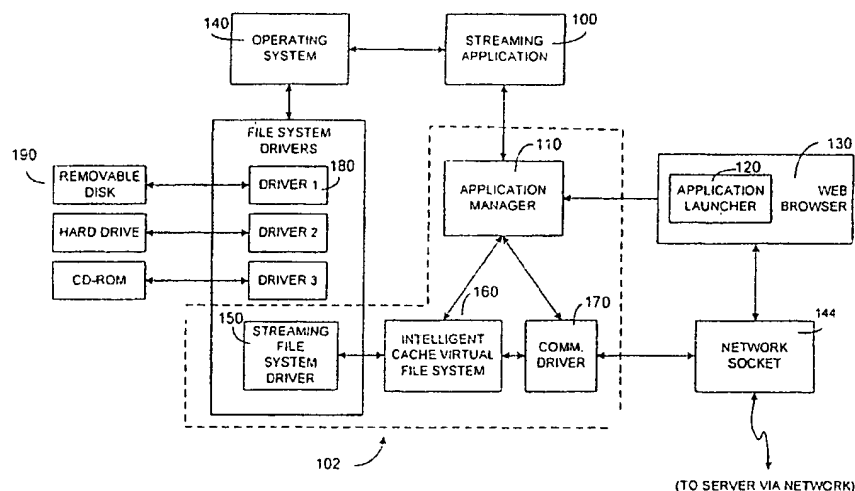 140
OPERATING
SYSTEM
100
STREAMING
APPLICATION
FILE SYSTEM
DRIVERS
190
REMOVABLE
DISK
DRIVER 1
180
HARD DRIVE
DRIVER 2
CD-ROM
DRIVER 3
110
APPLICATION
MANAGER
120
130
APPLICATION
LAUNCHER
WEB
BROWSER
150
STREAMING
FILE
SYSTEM
DRIVER
160
INTELLIGENT
CACHE VIRTUAL
FILE SYSTEM
170
COMM.
DRIVER
144
NETWORK
SOCKET
102
(TO SERVER VIA NETWORK)